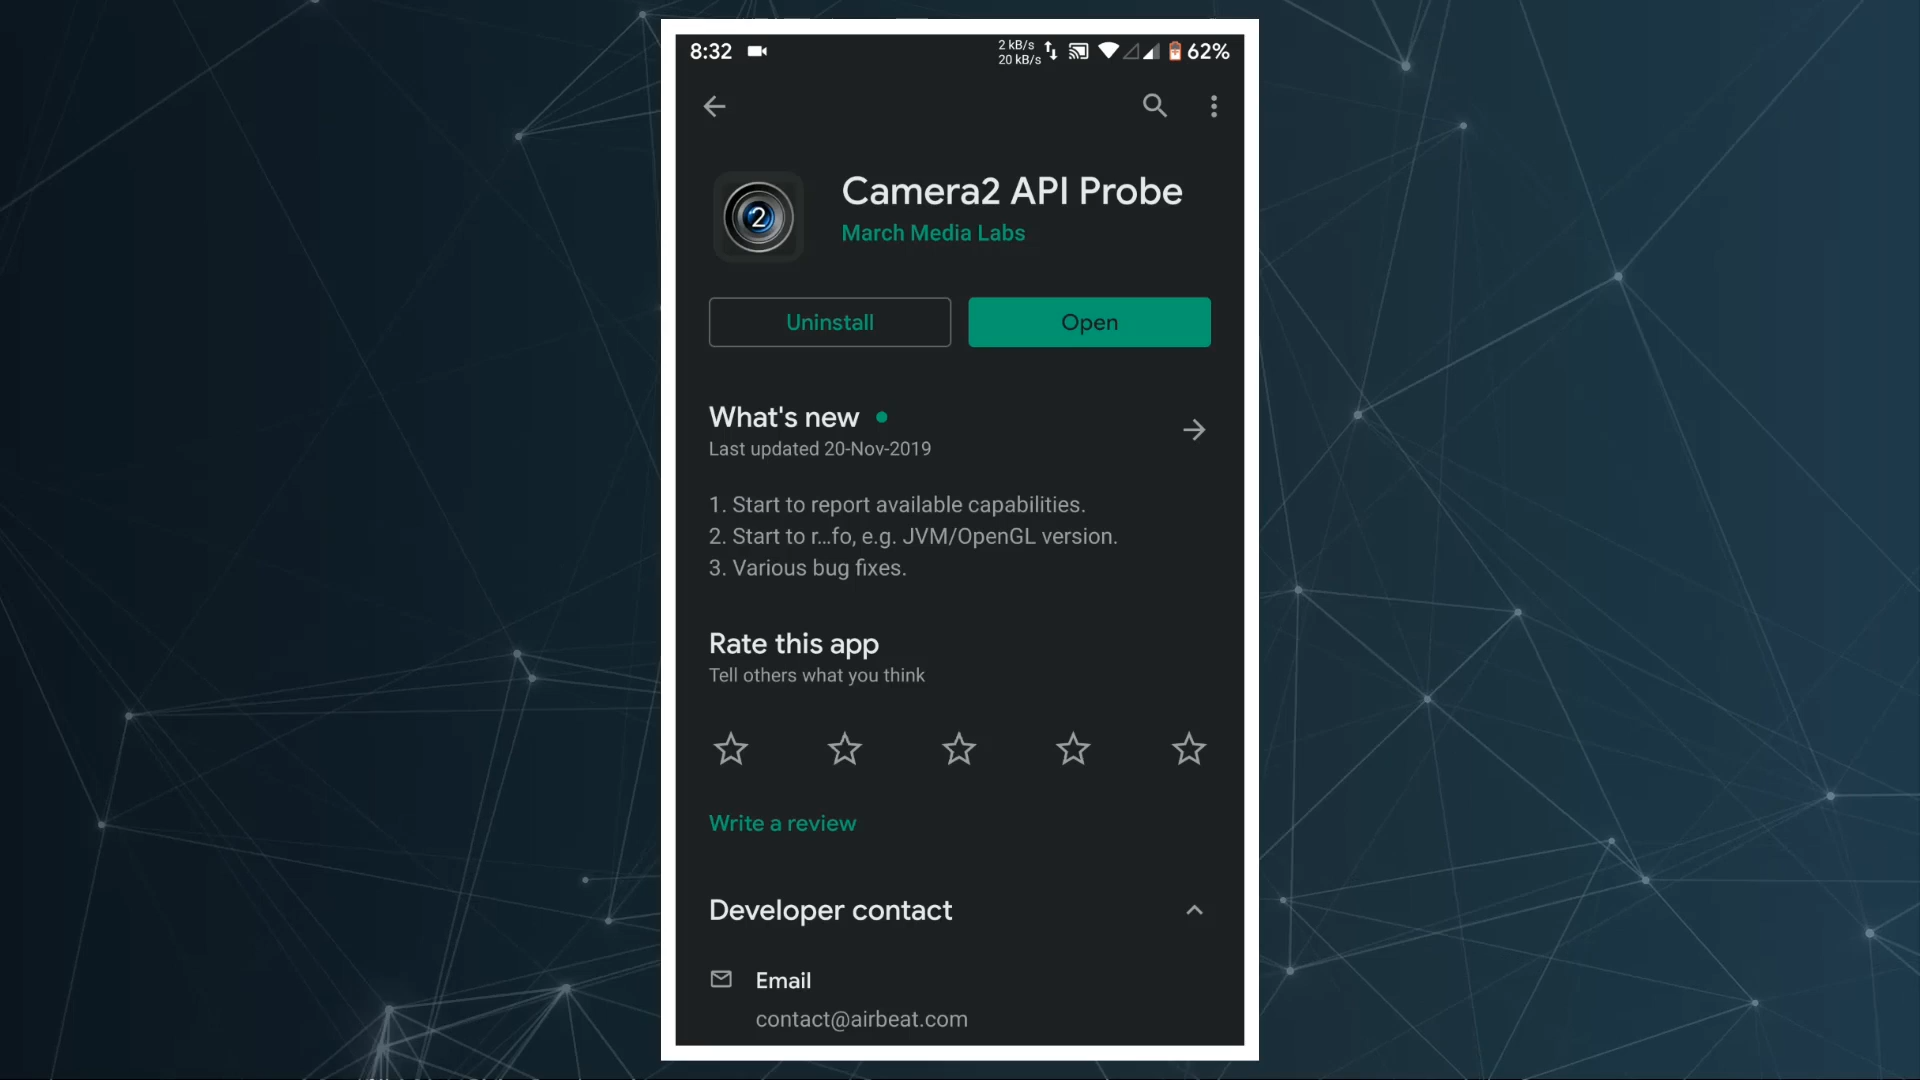 8:32
2 kB/s
20 kB/s
62%
2
Camera2 API Probe
March Media Labs
Uninstall
Open
What's new
Last updated 20-Nov-2019
1. Start to report available capabilities.
2. Start to r...fo, e.g. JVM/OpenGL version.
3. Various bug fixes.
Rate this app
Tell others what you think
Write a review
Developer contact
Email
contact@airbeat.com